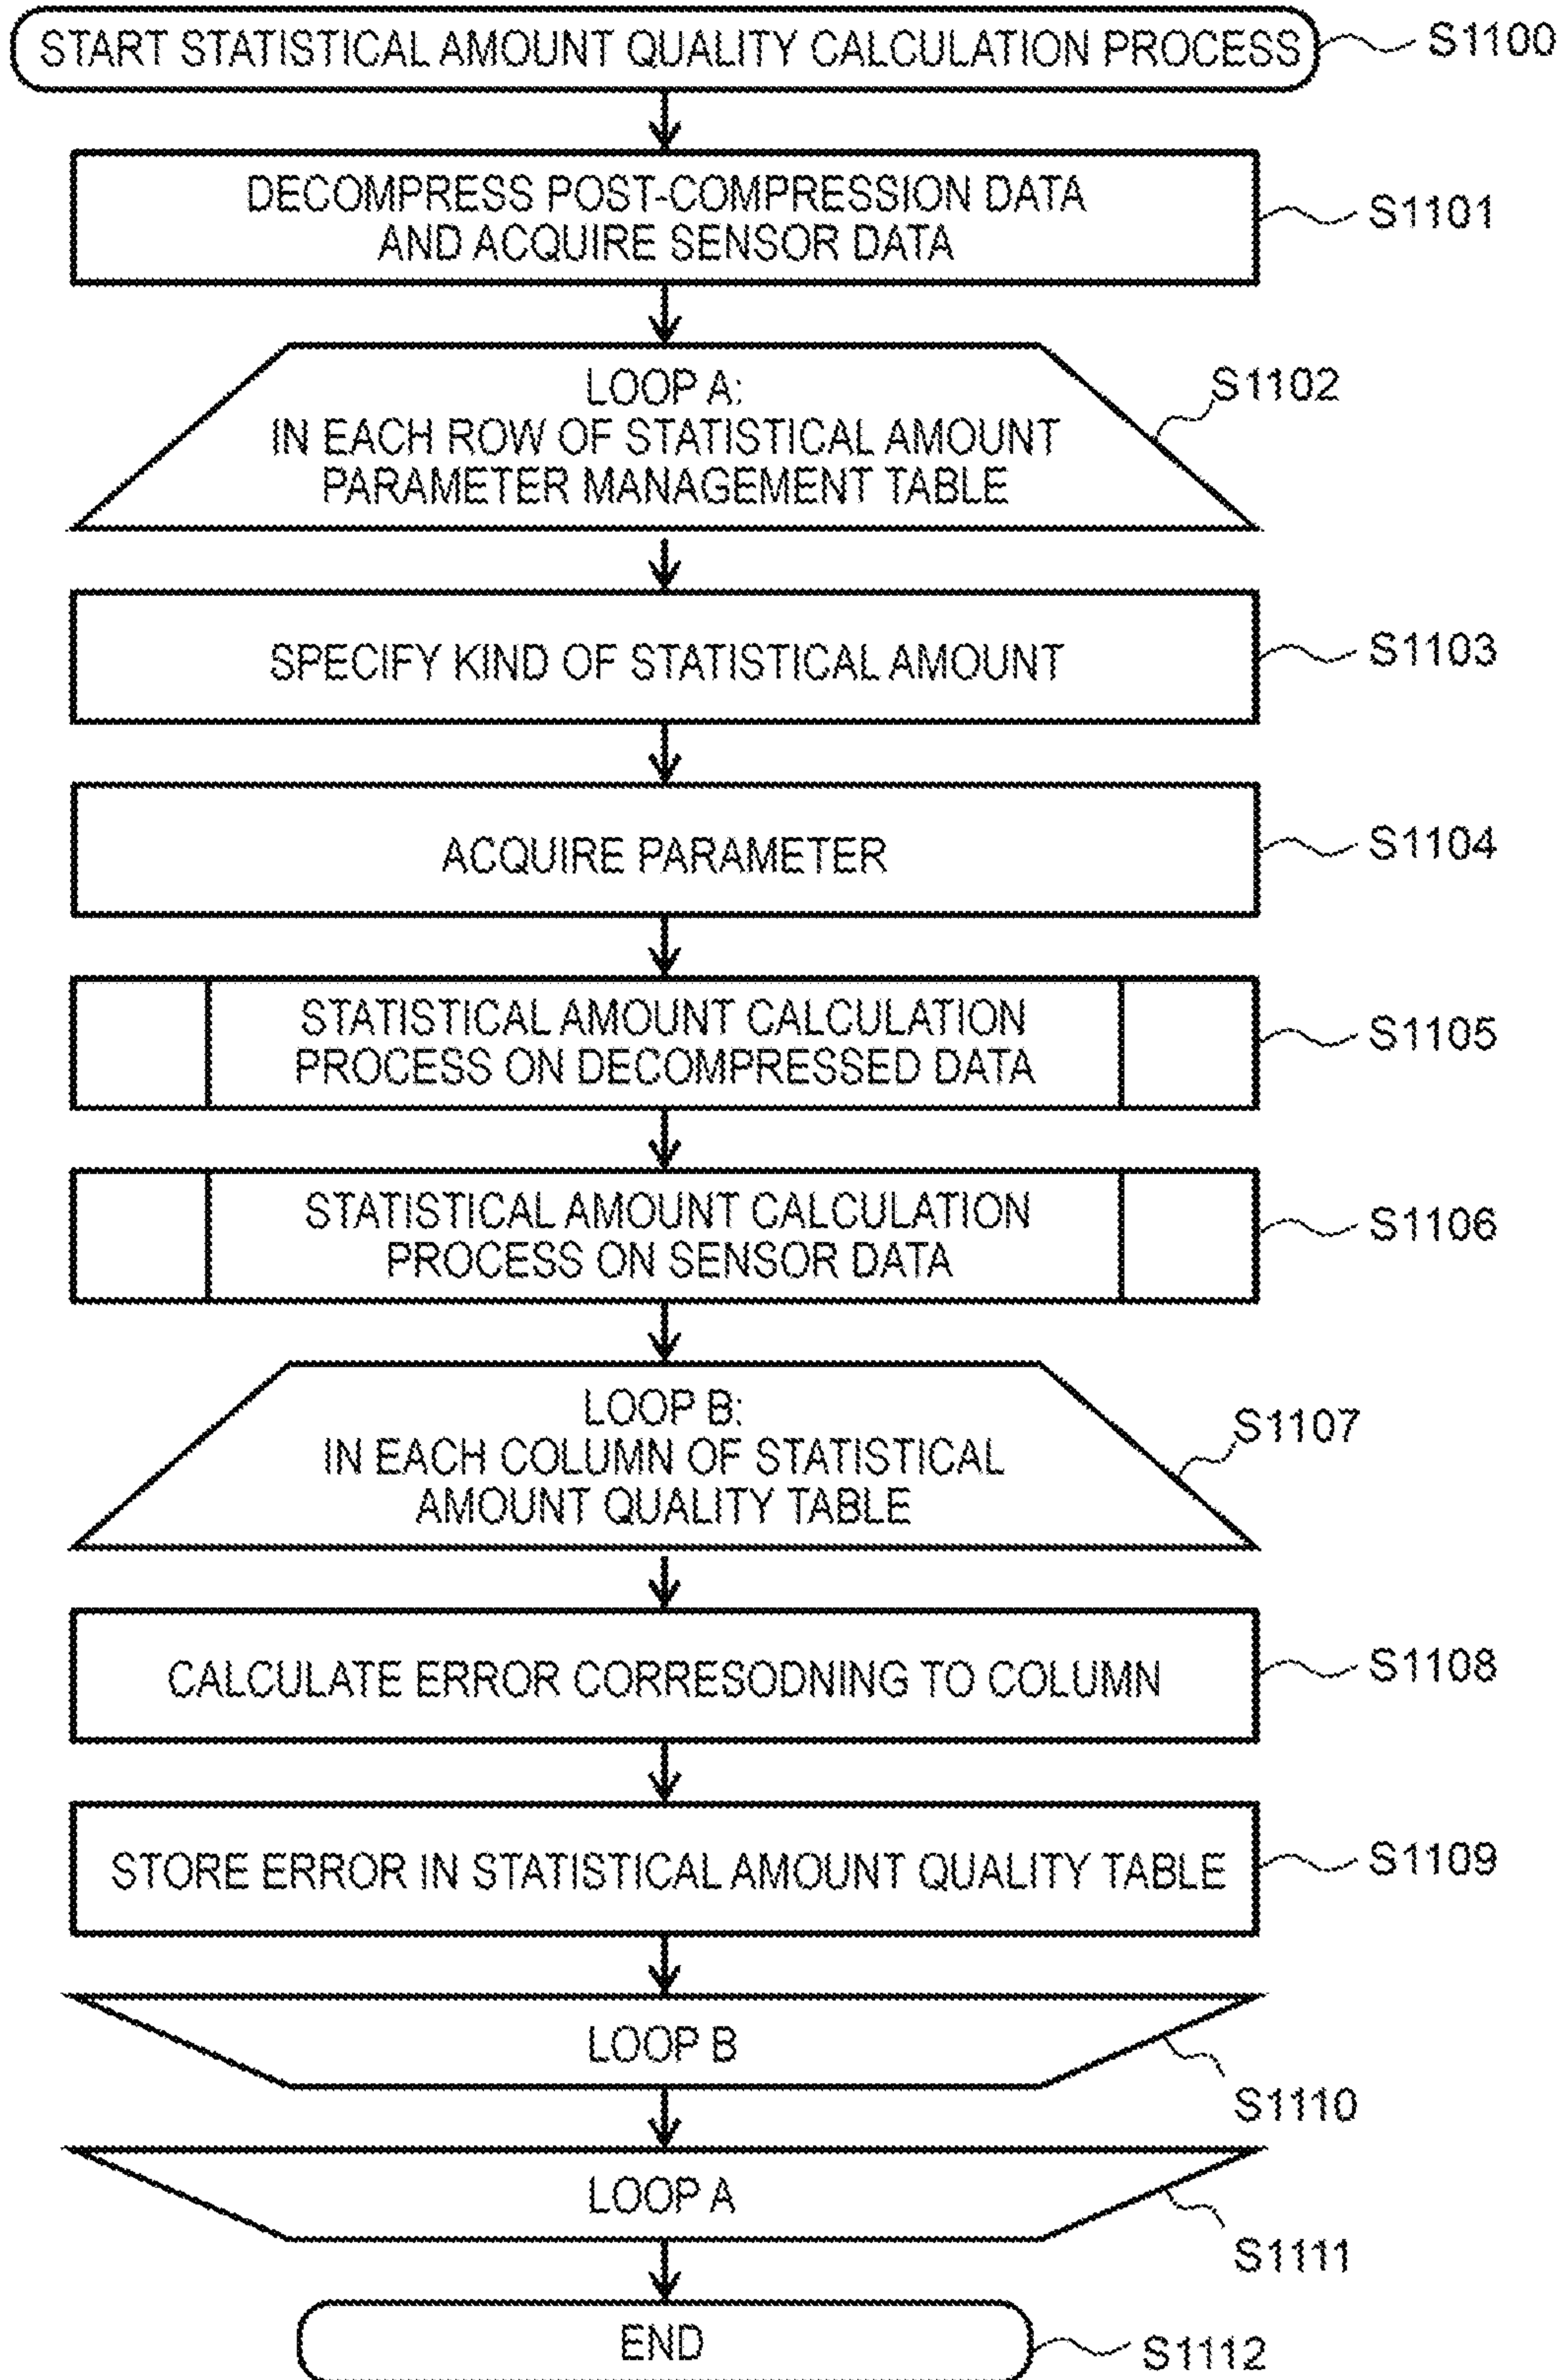 START STATISTICAL AMOUNT QUALITY CALCULATION PROCESS
S1100
DECOMPRESS POST-COMPRESSION DATA
AND ACQUIRE SENSOR DATA
S1101
LOOP A:
IN EACH ROW OF STATISTICAL AMOUNT
PARAMETER MANAGEMENT TABLE
S1102
SPECIFY KIND OF STATISTICAL AMOUNT
S1103
ACQUIRE PARAMETER
S1104
STATISTICAL AMOUNT CALCULATION
PROCESS ON DECOMPRESSED DATA
S1105
STATISTICAL AMOUNT CALCULATION
PROCESS ON SENSOR DATA
S1106
LOOP B:
IN EACH COLUMN OF STATISTICAL
AMOUNT QUALITY TABLE
S1107
CALCULATE ERROR CORRESODNING TO COLUMN
S1108
STORE ERROR IN STATISTICAL AMOUNT QUALITY TABLE
S1109
LOOP B
S1110
LOOP A
S1111
END
S1112